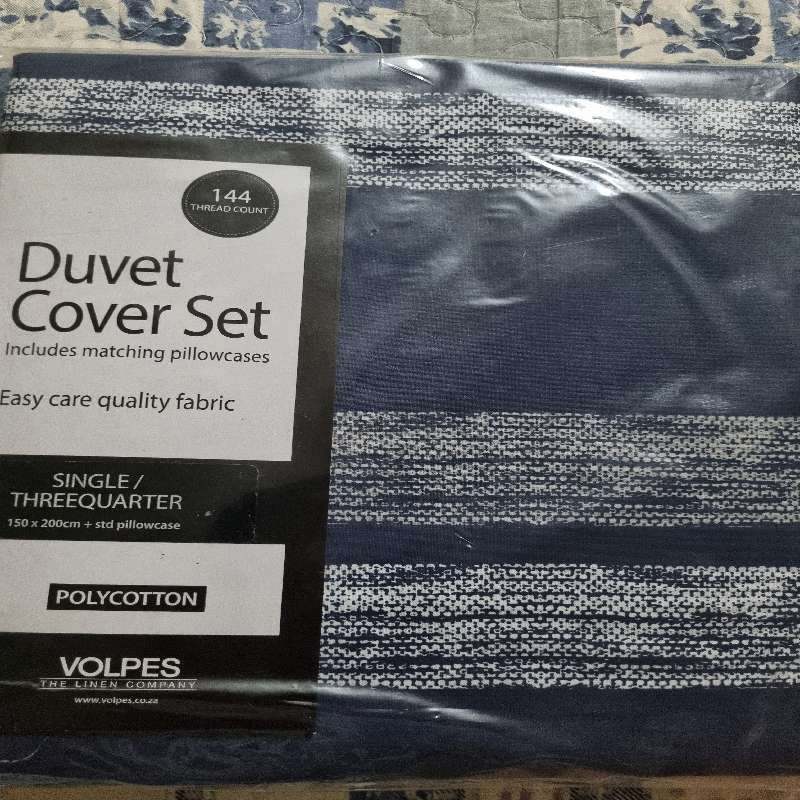 144
THREAD COUNT
Duvet
Cover Set
Includes matching pillowcases
Easy care quality fabric
SINGLE /
THREEQUARTER
150 x 200cm + std pillowcase
POLYCOTTON
VOLPES
THE LINEN COMPANY
www.volpes.co.za